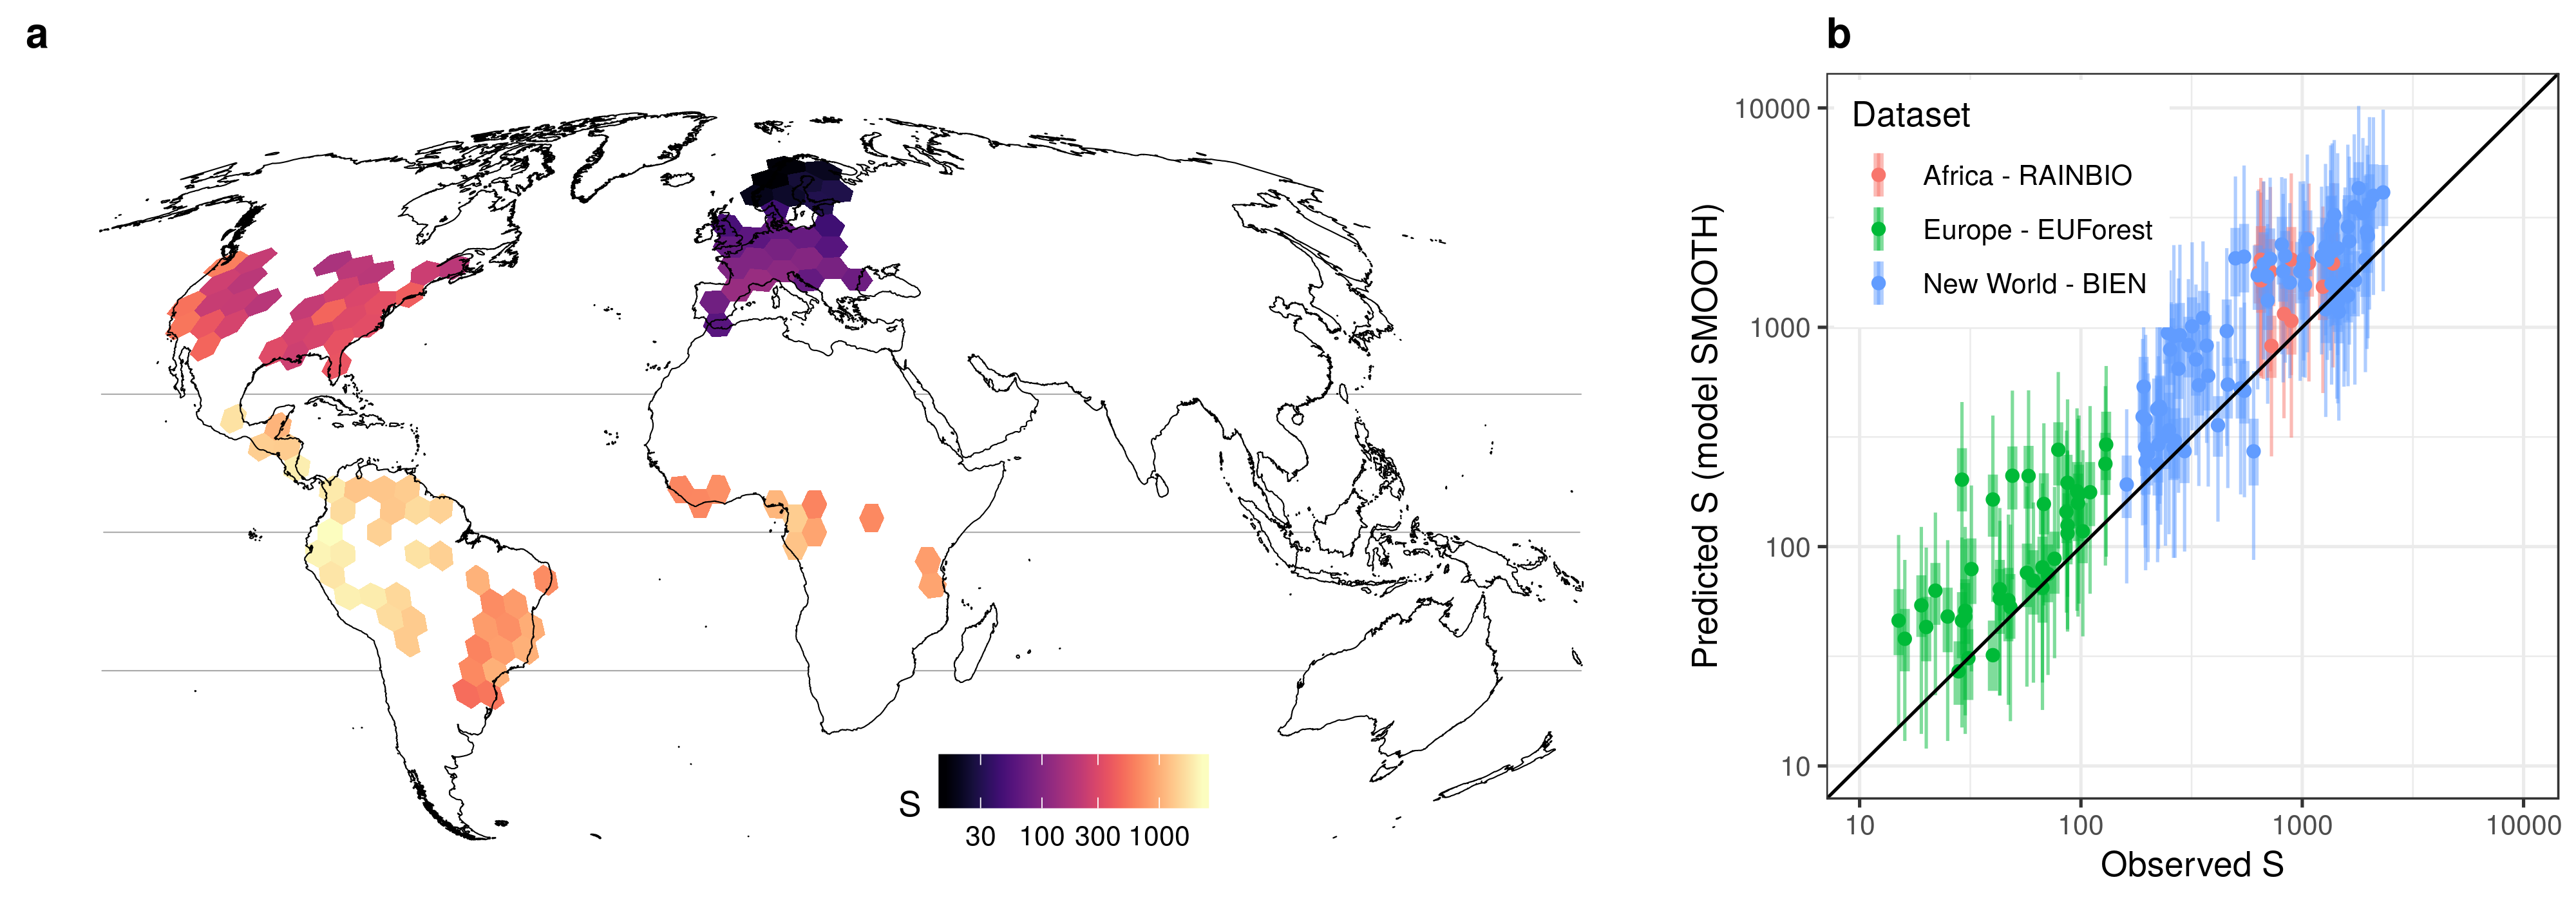 a
S
30 100 300 1000
b
Predicted S (model SMOOTH)
10000
1000
100
10
Dataset
Africa - RAINBIO
Europe - EUForest
New World - BIEN
10 100 1000 10000
Observed S